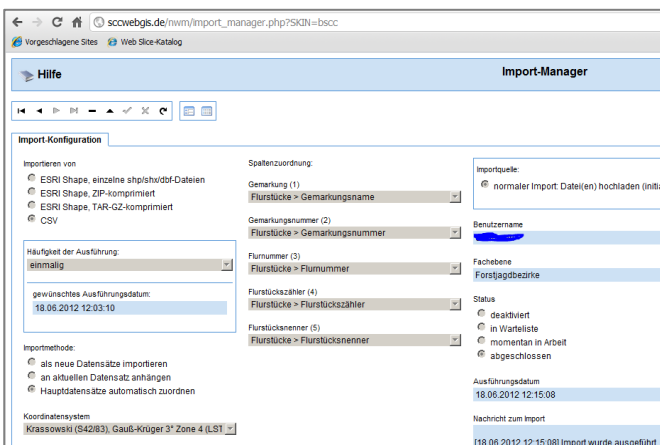 sccwebgis.de/nwm/import_manager.php?SKIN=bscc
Vorgeschlagene Sites Web Slice-Katalog
Hilfe
Import-Manager
Import-Konfiguration
Importieren von
ESRI Shape, einzelne shp/shx/dbf-Dateien
ESRI Shape, ZIP-komprimiert
ESRI Shape, TAR-GZ-komprimiert
CSV
Häufigkeit der Ausführung:
einmalig
gewünschtes Ausführungsdatum:
18.06.2012 12:03:10
Importmethode:
als neue Datensätze importieren
an aktuellen Datensatz anhängen
Hauptdatensätze automatisch zuordnen
Koordinatensystem
Krassowski (S42/83), Gauß-Krüger 3° Zone 4 (LST
Spaltenzuordnung:
Gemarkung (1)
Flurstücke > Gemarkungsname
Gemarkungsnummer (2)
Flurstücke > Gemarkungsnummer
Flurnummer (3)
Flurstücke > Flurnummer
Flurstückszähler (4)
Flurstücke > Flurstückszähler
Flurstücksnenner (5)
Flurstücke > Flurstücksnenner
Importquelle:
normaler Import: Datei(en) hochladen (initia
Benutzername
Fachebene
Forstjagdbezirke
Status
deaktiviert
in Warteliste
momentan in Arbeit
abgeschlossen
Ausführungsdatum
18.06.2012 12:15:08
Nachricht zum Import
[18.06.2012 12:15:08] Import wurde ausgeführt